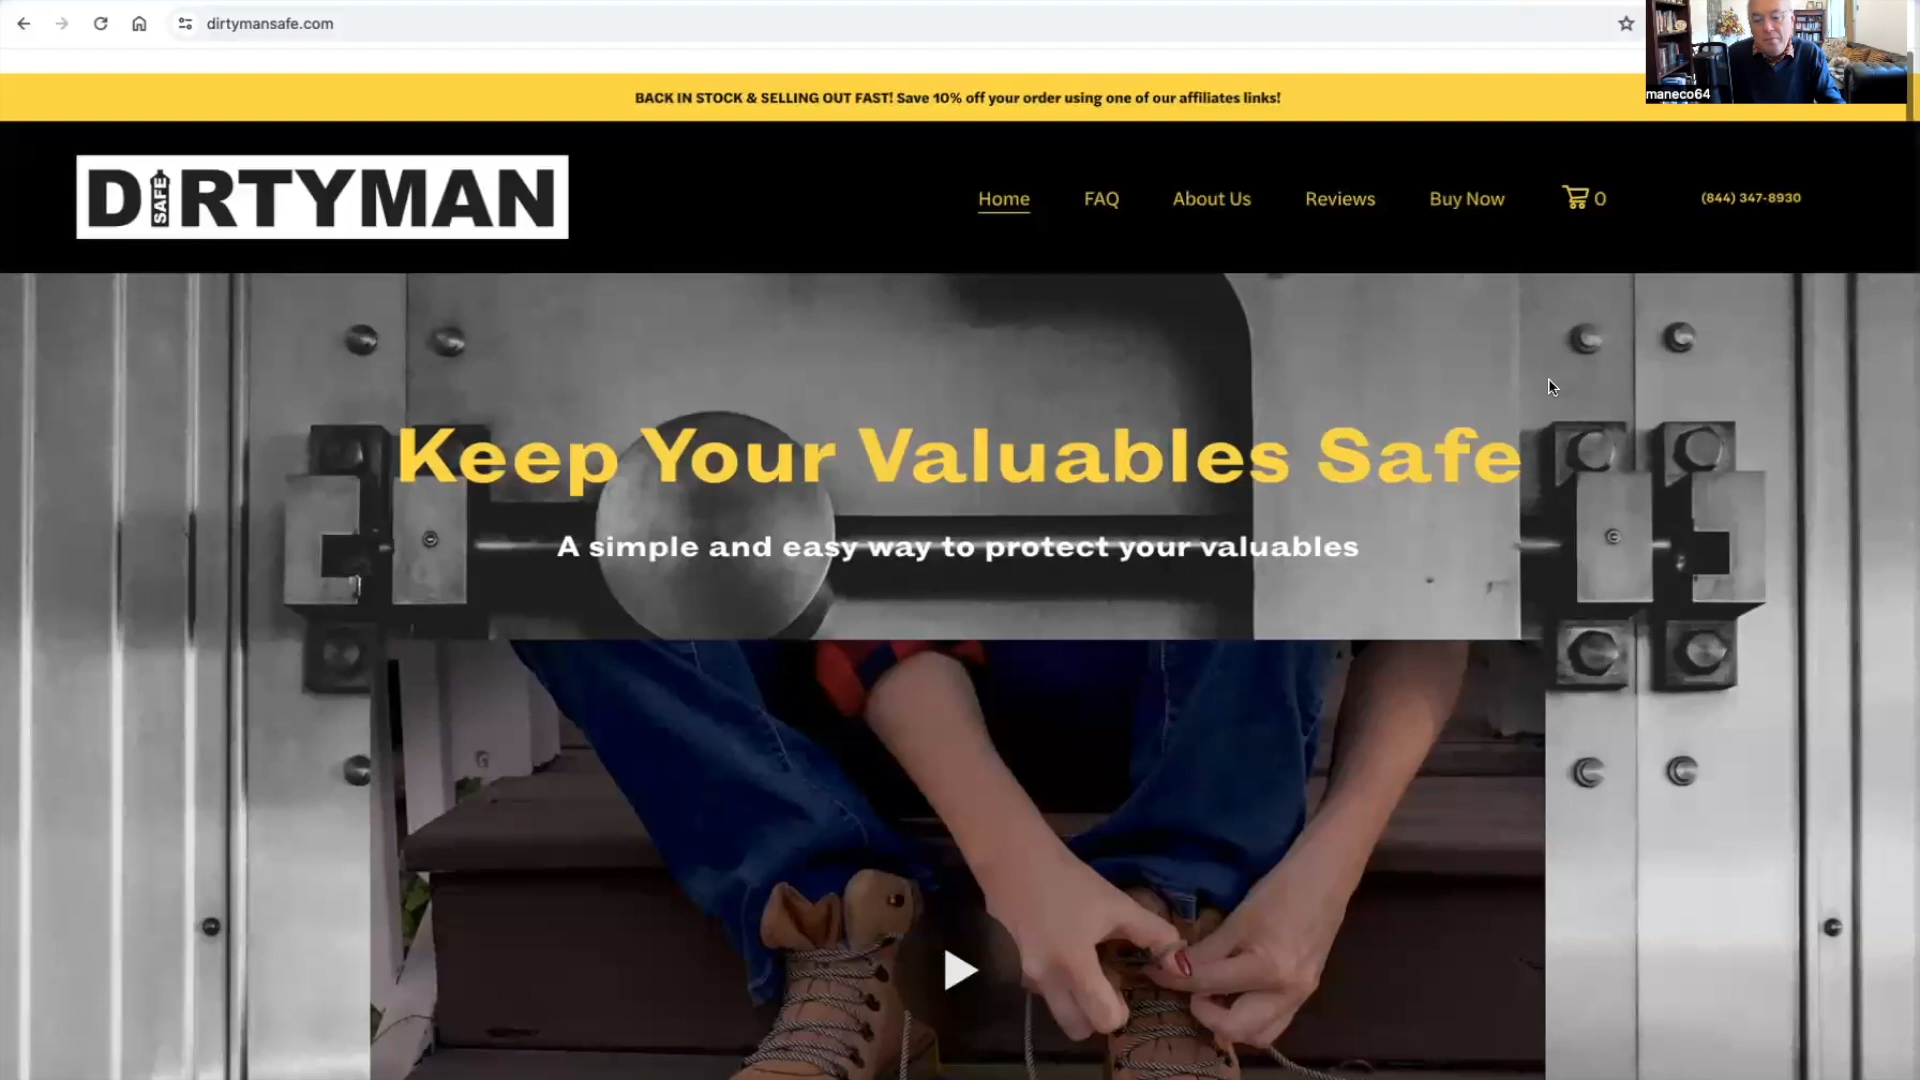 dirtymansafe.com
maneco64
BACK IN STOCK & SELLING OUT FAST! Save 10% off your order using one of our affiliates links!
DIRTYMAN
SAFE
Home FAQ About Us Reviews Buy Now 0 (844) 347-8930
Keep Your Valuables Safe
A simple and easy way to protect your valuables